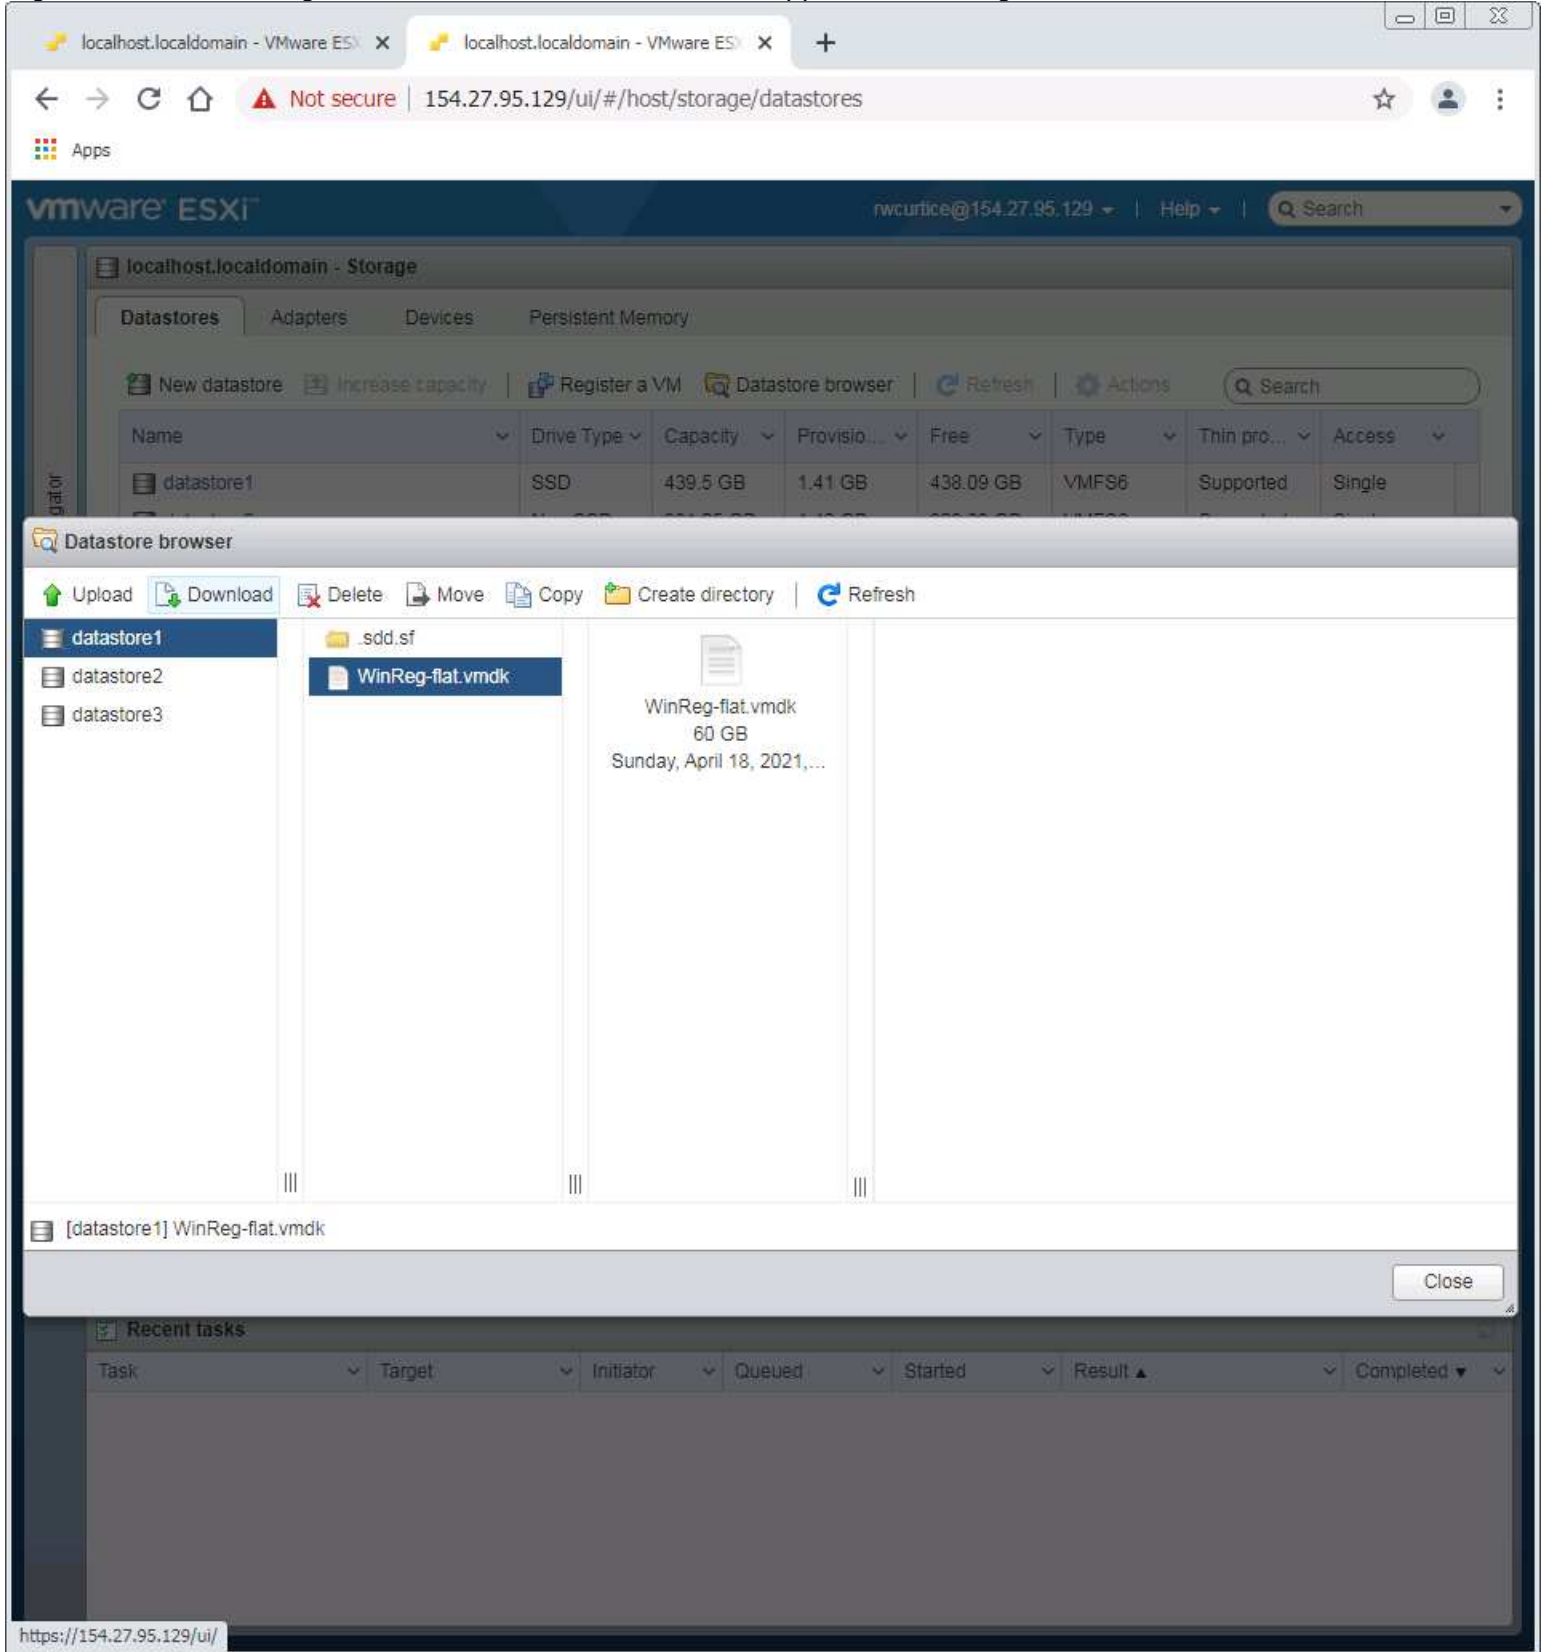 localhost.localdomain - VMware ES
localhost.localdomain - VMware ES
Not secure | 154.27.95.129/ui/#/host/storage/datastores
Apps
vmware ESXi™
rwcurtice@154.27.95.129 | Help | Search
localhost.localdomain - Storage
Datastores Adapters Devices Persistent Memory
New datastore Increase capacity | Register a VM Datastore browser | Refresh | Actions Search
Name Drive Type Capacity Provisio... Free Type Thin pro... Access
datastore1 SSD 439.5 GB 1.41 GB 438.09 GB VMFS6 Supported Single
Datastore browser
Upload Download Delete Move Copy Create directory | Refresh
datastore1 .sdd.sf
datastore2 WinReg-flat.vmdk
datastore3
WinReg-flat.vmdk
60 GB
Sunday, April 18, 2021,...
[datastore1] WinReg-flat.vmdk
Close
Recent tasks
Task Target Initiator Queued Started Result ▲ Completed ▼
https://154.27.95.129/ui/